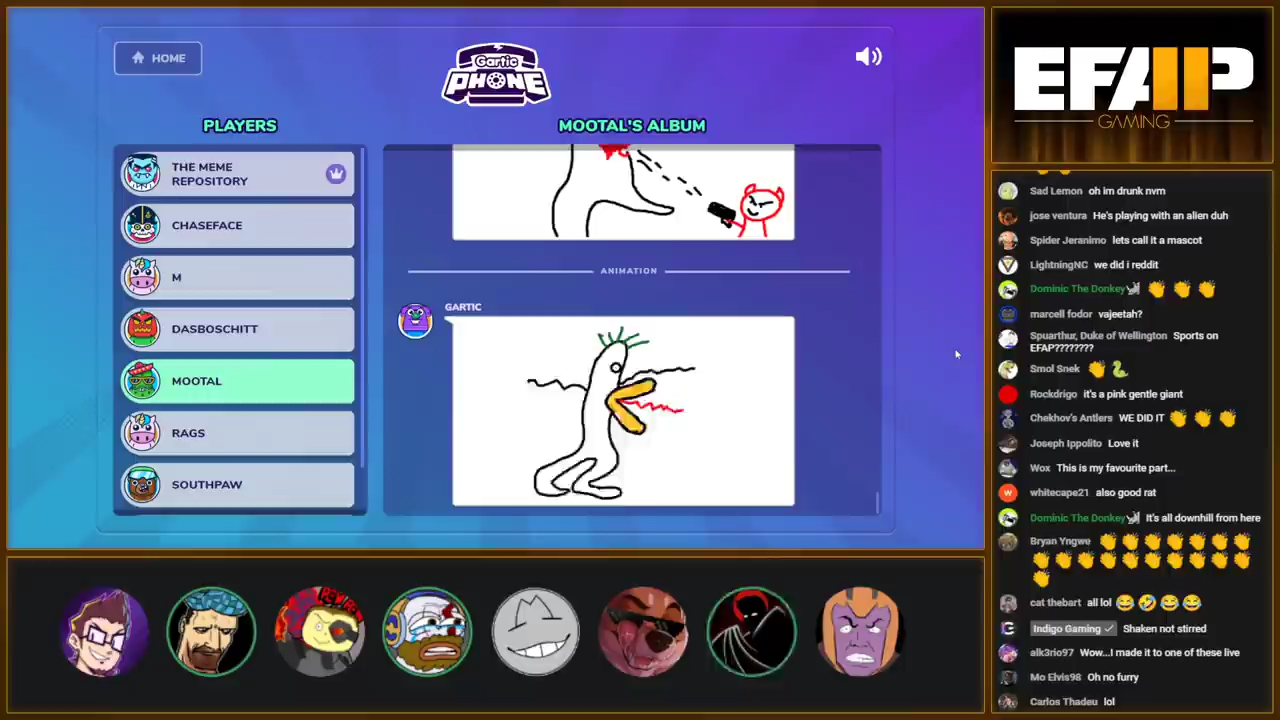 HOME
Gartic
PHONE
PLAYERS
THE MEME
REPOSITORY
CHASEFACE
M
DASBOSCHITT
MOOTAL
RAGS
SOUTHPAW
MOOTAL'S ALBUM
ANIMATION
GARTIC
EFAP
GAMING
Sad Lemon oh im drunk nvm
jose ventura He's playing with an alien duh
Spider Jeranimo lets call it a mascot
LightningNC we did i reddit
Dominic The Donkey 👏 👏 👏
marcell fodor vajeetah?
Spuarthur, Duke of Wellington Sports on
EFAP????????
Smol Snek 👏 🐍
Rockdrigo it's a pink gentle giant
Chekhov's Antlers WE DID IT 👏 👏 👏
Joseph Ippolito Love it
Wox This is my favourite part...
whitecape21 also good rat
Dominic The Donkey It's all downhill from here
Bryan Yngwe 👏 👏 👏 👏 👏 👏 👏
👏 👏 👏 👏 👏 👏 👏 👏 👏 👏
👏
cat thebart all lol 😂 🤣 😂 😂
Indigo Gaming ✓ Shaken not stirred
alk3rio97 Wow...I made it to one of these live
Mo Elvis98 Oh no furry
Carlos Thadeu lol